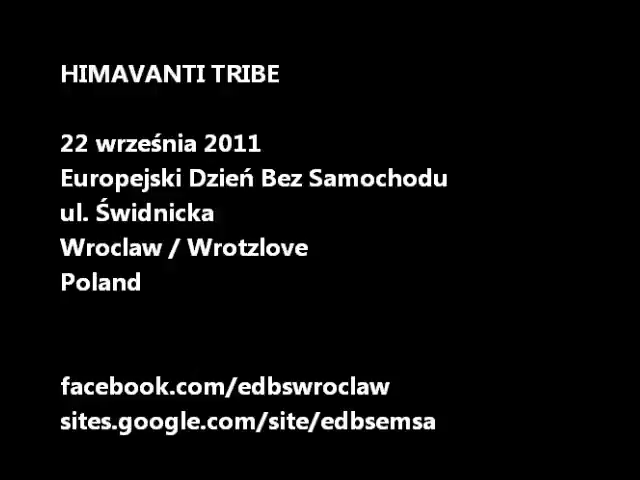 HIMAVANTI TRIBE
22 września 2011
Europejski Dzień Bez Samochodu
ul. Świdnicka
Wroclaw / Wrotzlove
Poland
facebook.com/edbswroclaw
sites.google.com/site/edbsemsa